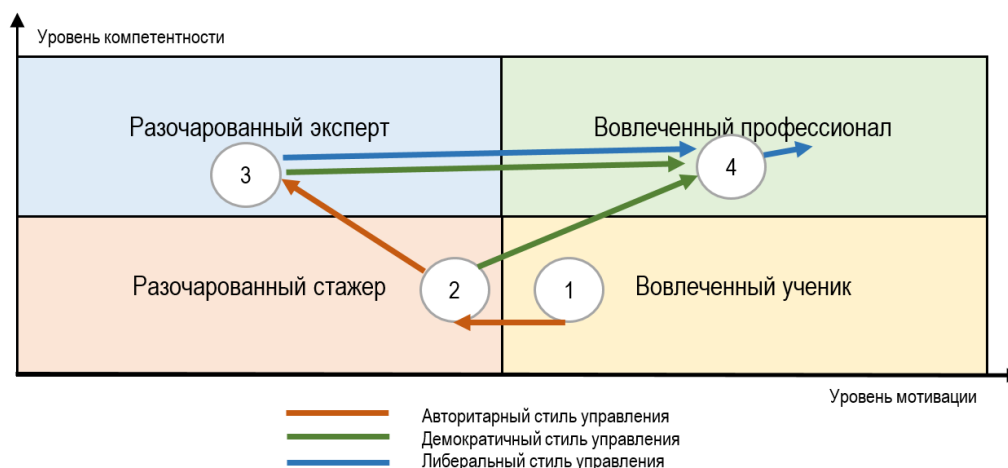 Уровень компетентности
Разочарованный эксперт
Вовлеченный профессионал
3
4
Разочарованный стажер
2
1
Вовлеченный ученик
Уровень мотивации
Авторитарный стиль управления
Демократичный стиль управления
Либеральный стиль управления